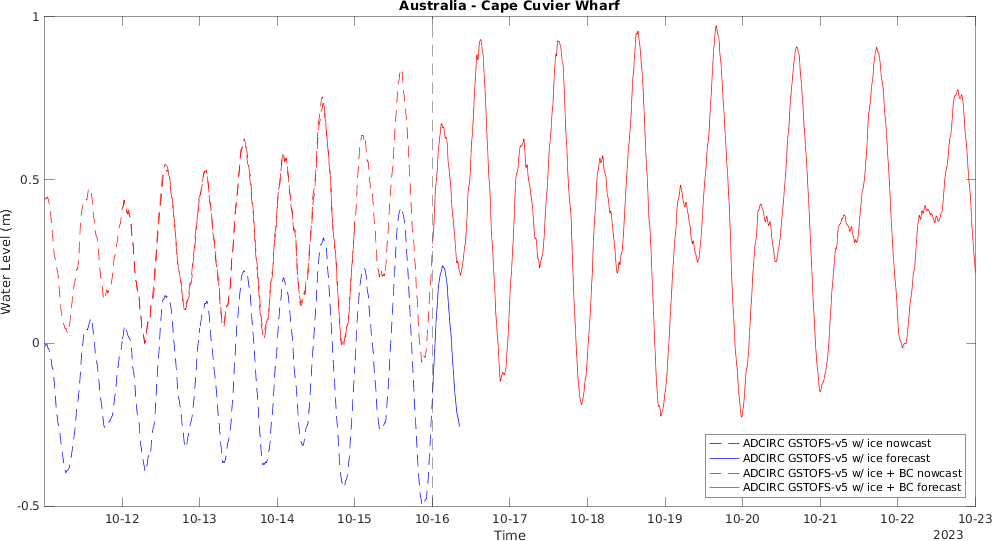 Australia - Cape Cuvier Wharf
1
0.5
0
-0.5
Water Level (m)
ADCIRC GSTOFS-v5 w/ ice nowcast
ADCIRC GSTOFS-v5 w/ ice forecast
ADCIRC GSTOFS-v5 w/ ice + BC nowcast
ADCIRC GSTOFS-v5 w/ ice + BC forecast
10-12 10-13 10-14 10-15 10-16 10-17 10-18 10-19 10-20 10-21 10-22 10-23
Time
2023